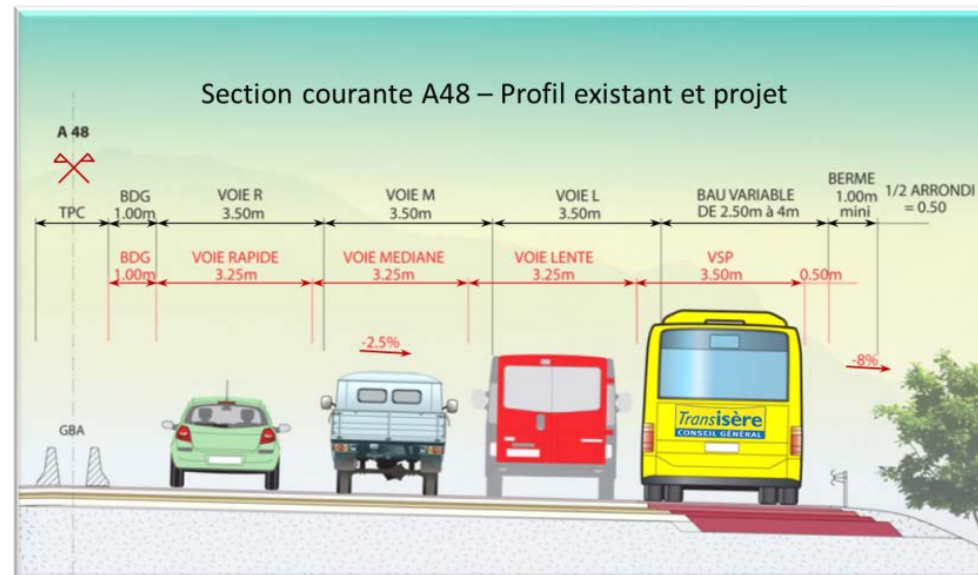 Section courante A48 – Profil existant et projet
A 48
TPC
BDG
1.00m
VOIE R
3.50m
VOIE M
3.50m
VOIE L
3.50m
BAU VARIABLE
DE 2.50m à 4m
BERME
1.00m
mini
1/2 ARRONDI
= 0.50
BDG
1.00m
VOIE RAPIDE
3.25m
VOIE MEDIANE
3.25m
VOIE LENTE
3.25m
VSP
3.50m
0.50m
-2.5%
-8%
GBA
Transisère
CONSEIL GÉNÉRAL